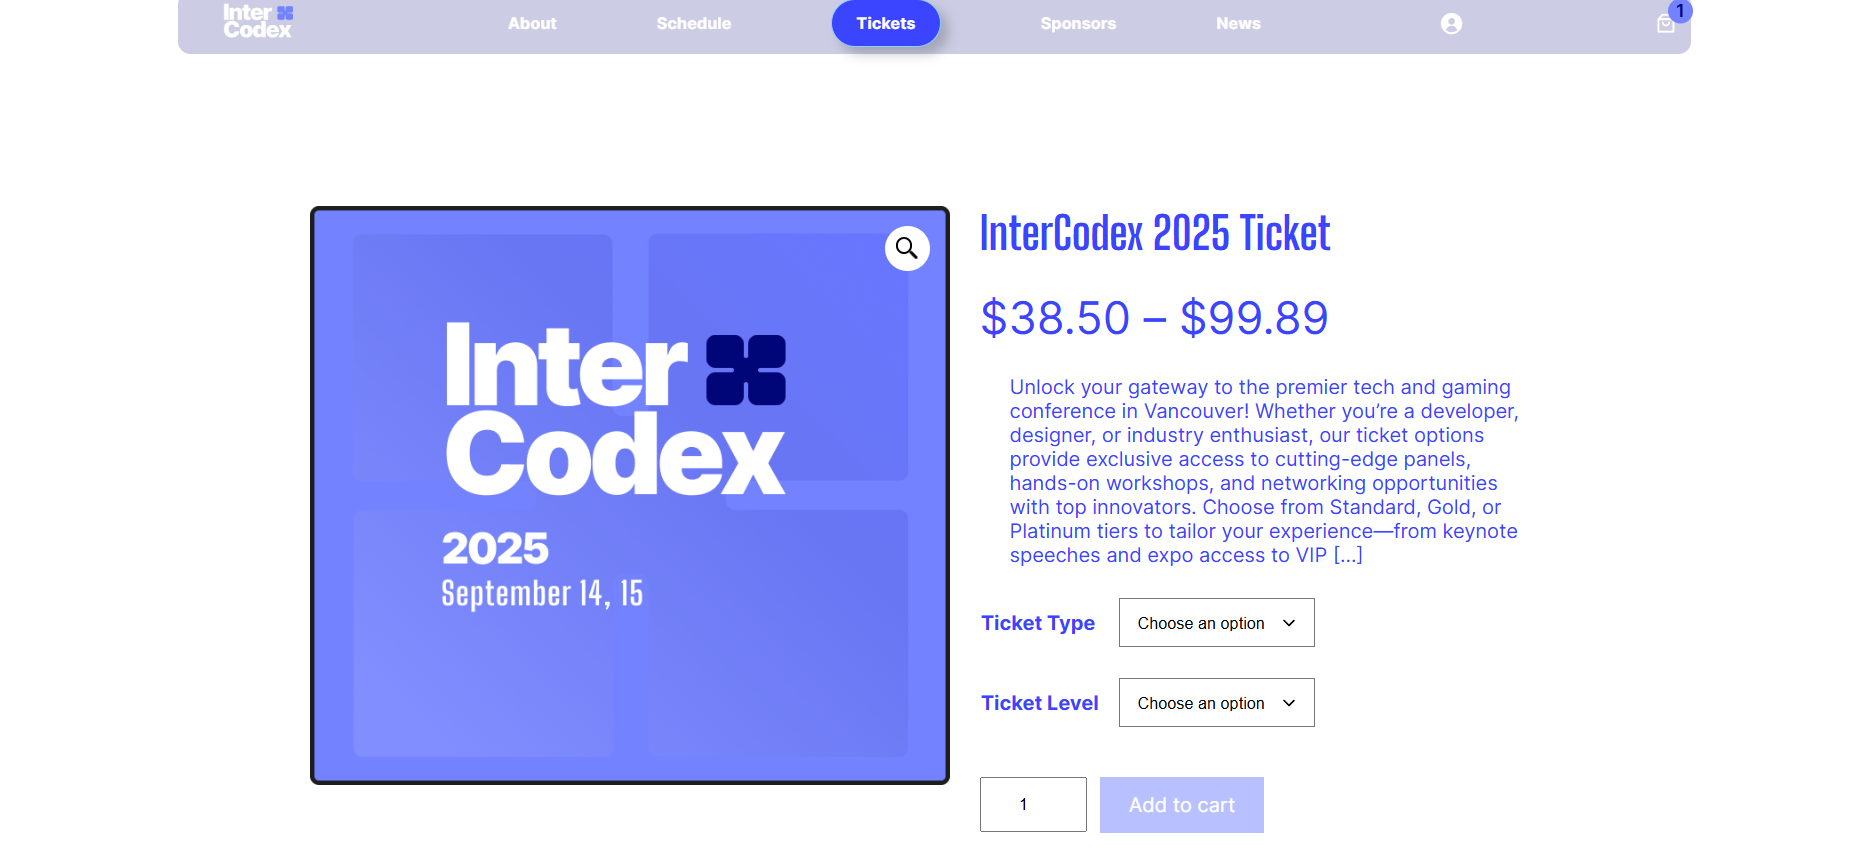 Inter
Codex
About
Schedule
Tickets
Sponsors
News
1
Inter
Codex
2025
September 14, 15
InterCodex 2025 Ticket
$38.50 – $99.89
Unlock your gateway to the premier tech and gaming
conference in Vancouver! Whether you’re a developer,
designer, or industry enthusiast, our ticket options
provide exclusive access to cutting-edge panels,
hands-on workshops, and networking opportunities
with top innovators. Choose from Standard, Gold, or
Platinum tiers to tailor your experience—from keynote
speeches and expo access to VIP […]
Ticket Type
Choose an option
Ticket Level
Choose an option
1
Add to cart